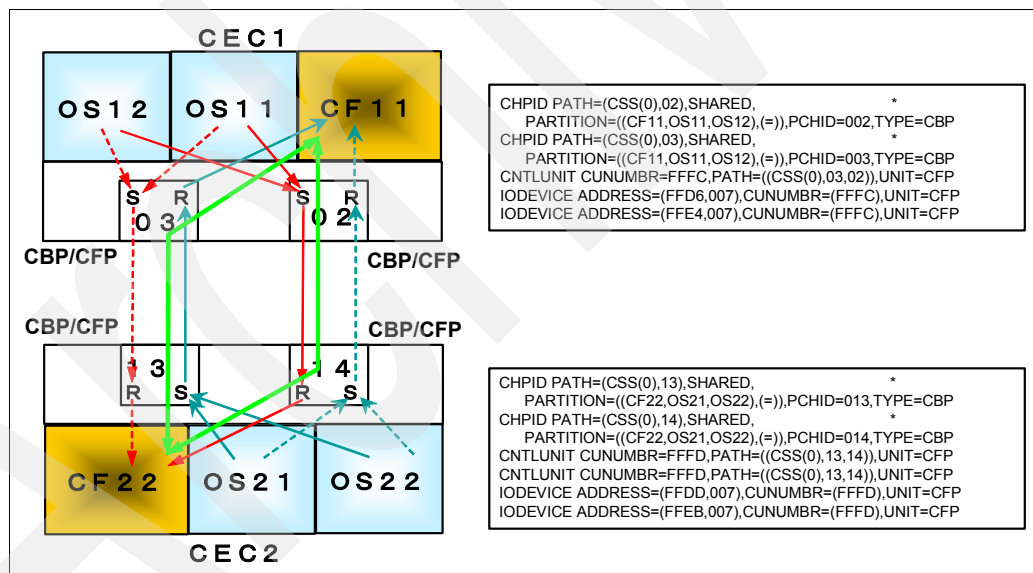 CEC1
OS12 OS11 CF11
S R S R
03 02
CBP/CFP CBP/CFP
CBP/CFP CBP/CFP
13 14
R S R S
CF22 OS21 OS22
CEC2
CHPID PATH=(CSS(0),02),SHARED, *
PARTITION=((CF11,OS11,OS12),(=)),PCHID=002,TYPE=CBP
CHPID PATH=(CSS(0),03),SHARED, *
PARTITION=((CF11,OS11,OS12),(=)),PCHID=003,TYPE=CBP
CNTLUNIT CUNUMBR=FFFC,PATH=((CSS(0),03,02)),UNIT=CFP
IODEVICE ADDRESS=(FFD6,007),CUNUMBR=(FFFC),UNIT=CFP
IODEVICE ADDRESS=(FFE4,007),CUNUMBR=(FFFC),UNIT=CFP
CHPID PATH=(CSS(0),13),SHARED, *
PARTITION=((CF22,OS21,OS22),(=)),PCHID=013,TYPE=CBP
CHPID PATH=(CSS(0),14),SHARED, *
PARTITION=((CF22,OS21,OS22),(=)),PCHID=014,TYPE=CBP
CNTLUNIT CUNUMBR=FFFD,PATH=((CSS(0),13,14)),UNIT=CFP
CNTLUNIT CUNUMBR=FFFD,PATH=((CSS(0),13,14)),UNIT=CFP
IODEVICE ADDRESS=(FFDD,007),CUNUMBR=(FFFD),UNIT=CFP
IODEVICE ADDRESS=(FFEB,007),CUNUMBR=(FFFD),UNIT=CFP